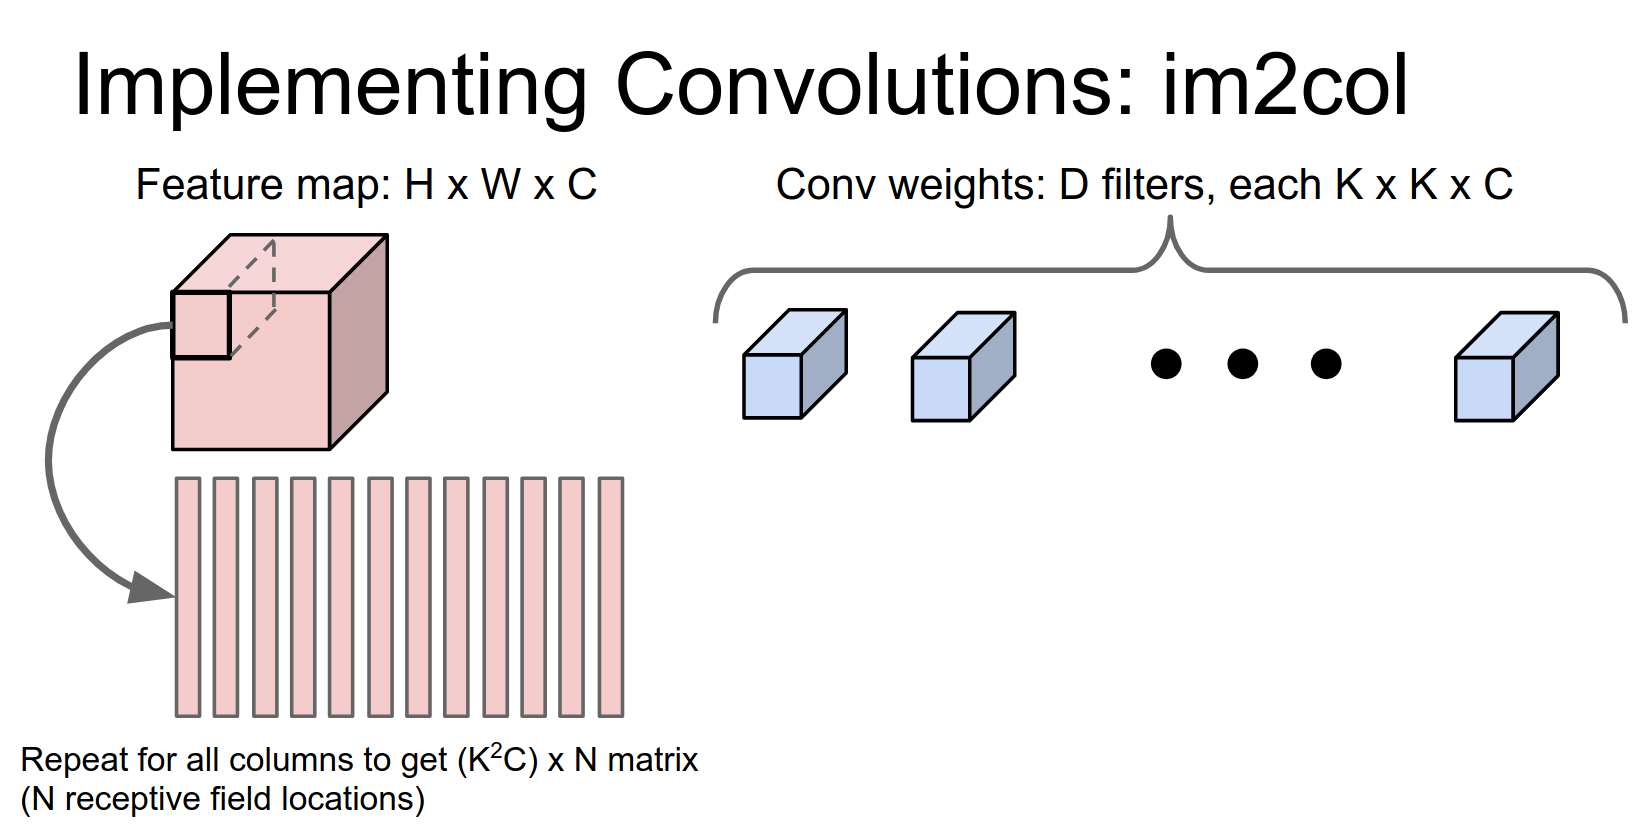 Implementing Convolutions: im2col
Feature map: H x W x C
Conv weights: D filters, each K x K x C
Repeat for all columns to get (K²C) x N matrix
(N receptive field locations)